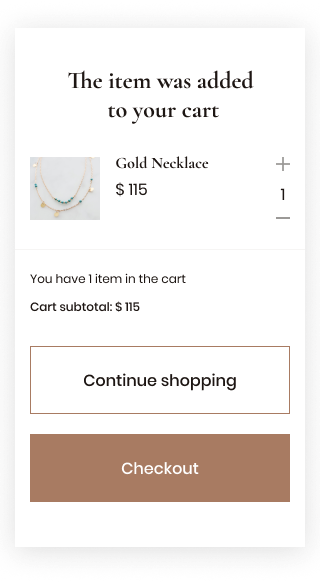 The item was added
to your cart
Gold Necklace
$ 115
1
You have 1 item in the cart
Cart subtotal: $ 115
Continue shopping
Checkout